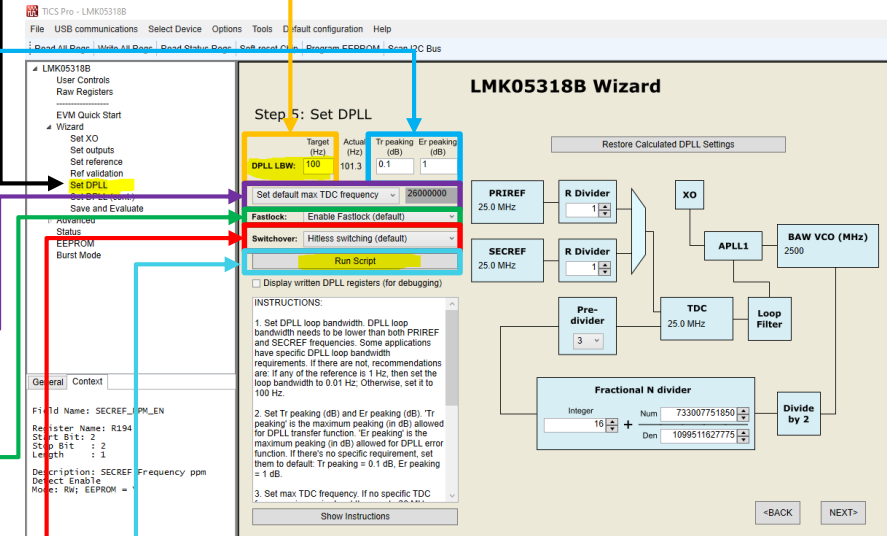 TICS Pro - LMK05318B
File USB communications Select Device Options Tools Default configuration Help
Read All Regs Write All Regs Read Status Regs Soft-reset Chip Program EEPROM Scan I2C Bus
LMK05318B
User Controls
Raw Registers
--------------------
EVM Quick Start
Wizard
Set XO
Set outputs
Set reference
Ref validation
Set DPLL
Set DPLL (cont.)
Save and Evaluate
Advanced
Status
EEPROM
Burst Mode
General Context
Field Name: SECREF_PPM_EN
Register Name: R194
Start Bit: 2
Stop Bit : 2
Length : 1
Description: SECREF Frequency ppm
Detect Enable
Mode: RW; EEPROM = Y
LMK05318B Wizard
Step 5: Set DPLL
Target (Hz) Actual (Hz) Tr peaking (dB) Er peaking (dB)
DPLL LBW: 100 101.3 0.1 1
Set default max TDC frequency 26000000
Fastlock: Enable Fastlock (default)
Switchover: Hitless switching (default)
Run Script
Display written DPLL registers (for debugging)
INSTRUCTIONS:
1. Set DPLL loop bandwidth. DPLL loop
bandwidth needs to be lower than both PRIREF
and SECREF frequencies. Some applications
have specific DPLL loop bandwidth
requirements. If there are not, recommendations
are: If any of the reference is 1 Hz, then set the
loop bandwidth to 0.01 Hz; Otherwise, set it to
100 Hz.
2. Set Tr peaking (dB) and Er peaking (dB). 'Tr
peaking' is the maximum peaking (in dB) allowed
for DPLL transfer function. 'Er peaking' is the
maximum peaking (in dB) allowed for DPLL error
function. If there's no specific requirement, set
them to default: Tr peaking = 0.1 dB, Er peaking
= 1 dB.
3. Set max TDC frequency. If no specific TDC
Show Instructions
Restore Calculated DPLL Settings
PRIREF
25.0 MHz
R Divider
1
XO
SECREF
25.0 MHz
R Divider
1
APLL1
BAW VCO (MHz)
2500
Pre-
divider
3
TDC
25.0 MHz
Loop
Filter
Fractional N divider
Integer
16 +
Num 733007751850
Den 1099511627775
Divide
by 2
<BACK NEXT>